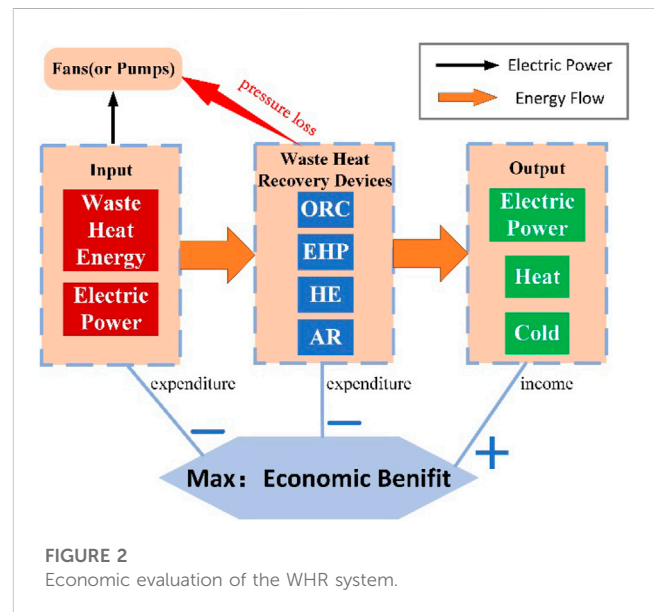 Fans(or Pumps)
pressure loss
Electric Power
Energy Flow
Input
Waste
Heat
Energy
Electric
Power
Waste Heat
Recovery Devices
ORC
EHP
HE
AR
Output
Electric
Power
Heat
Cold
expenditure
expenditure
income
−
−
+
Max：Economic Benifit
FIGURE 2
Economic evaluation of the WHR system.